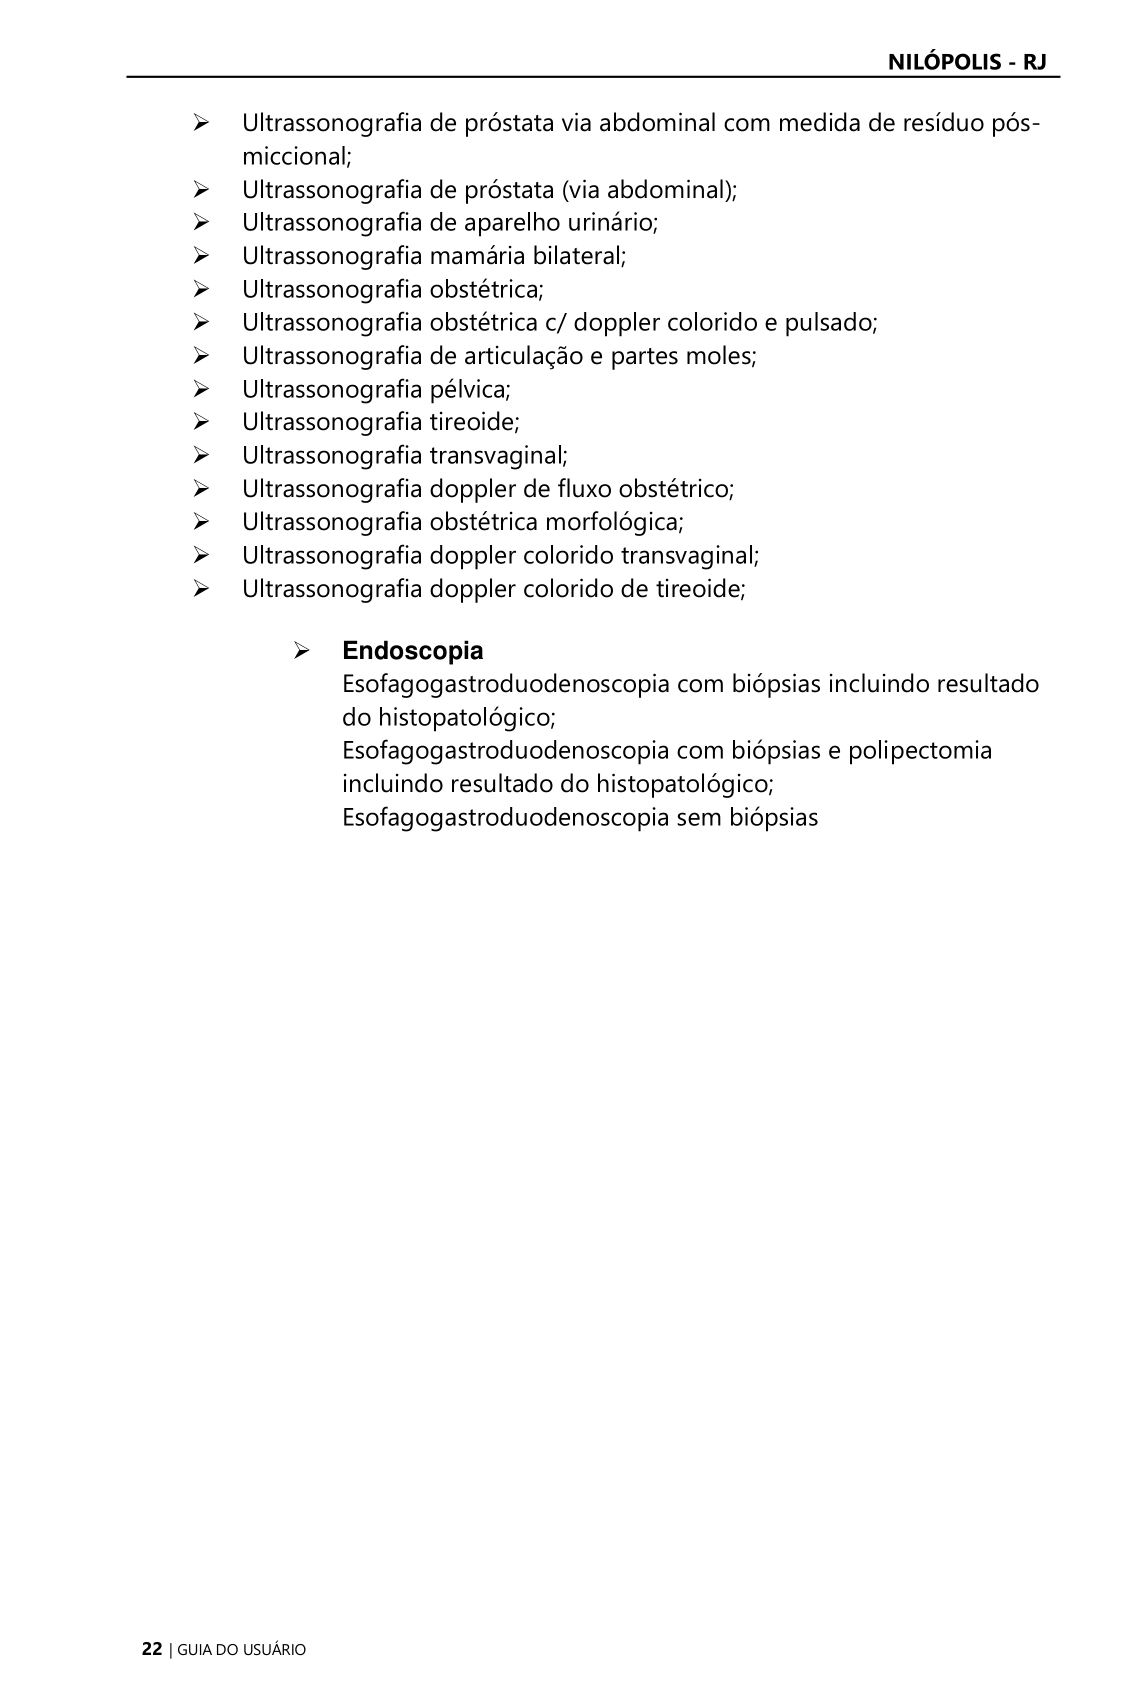 NILÓPOLIS - RJ
➢ Ultrassonografia de próstata via abdominal com medida de resíduo pós-
miccional;
➢ Ultrassonografia de próstata (via abdominal);
➢ Ultrassonografia de aparelho urinário;
➢ Ultrassonografia mamária bilateral;
➢ Ultrassonografia obstétrica;
➢ Ultrassonografia obstétrica c/ doppler colorido e pulsado;
➢ Ultrassonografia de articulação e partes moles;
➢ Ultrassonografia pélvica;
➢ Ultrassonografia tireoide;
➢ Ultrassonografia transvaginal;
➢ Ultrassonografia doppler de fluxo obstétrico;
➢ Ultrassonografia obstétrica morfológica;
➢ Ultrassonografia doppler colorido transvaginal;
➢ Ultrassonografia doppler colorido de tireoide;
➢ Endoscopia
Esofagogastroduodenoscopia com biópsias incluindo resultado
do histopatológico;
Esofagogastroduodenoscopia com biópsias e polipectomia
incluindo resultado do histopatológico;
Esofagogastroduodenoscopia sem biópsias
22 | GUIA DO USUÁRIO